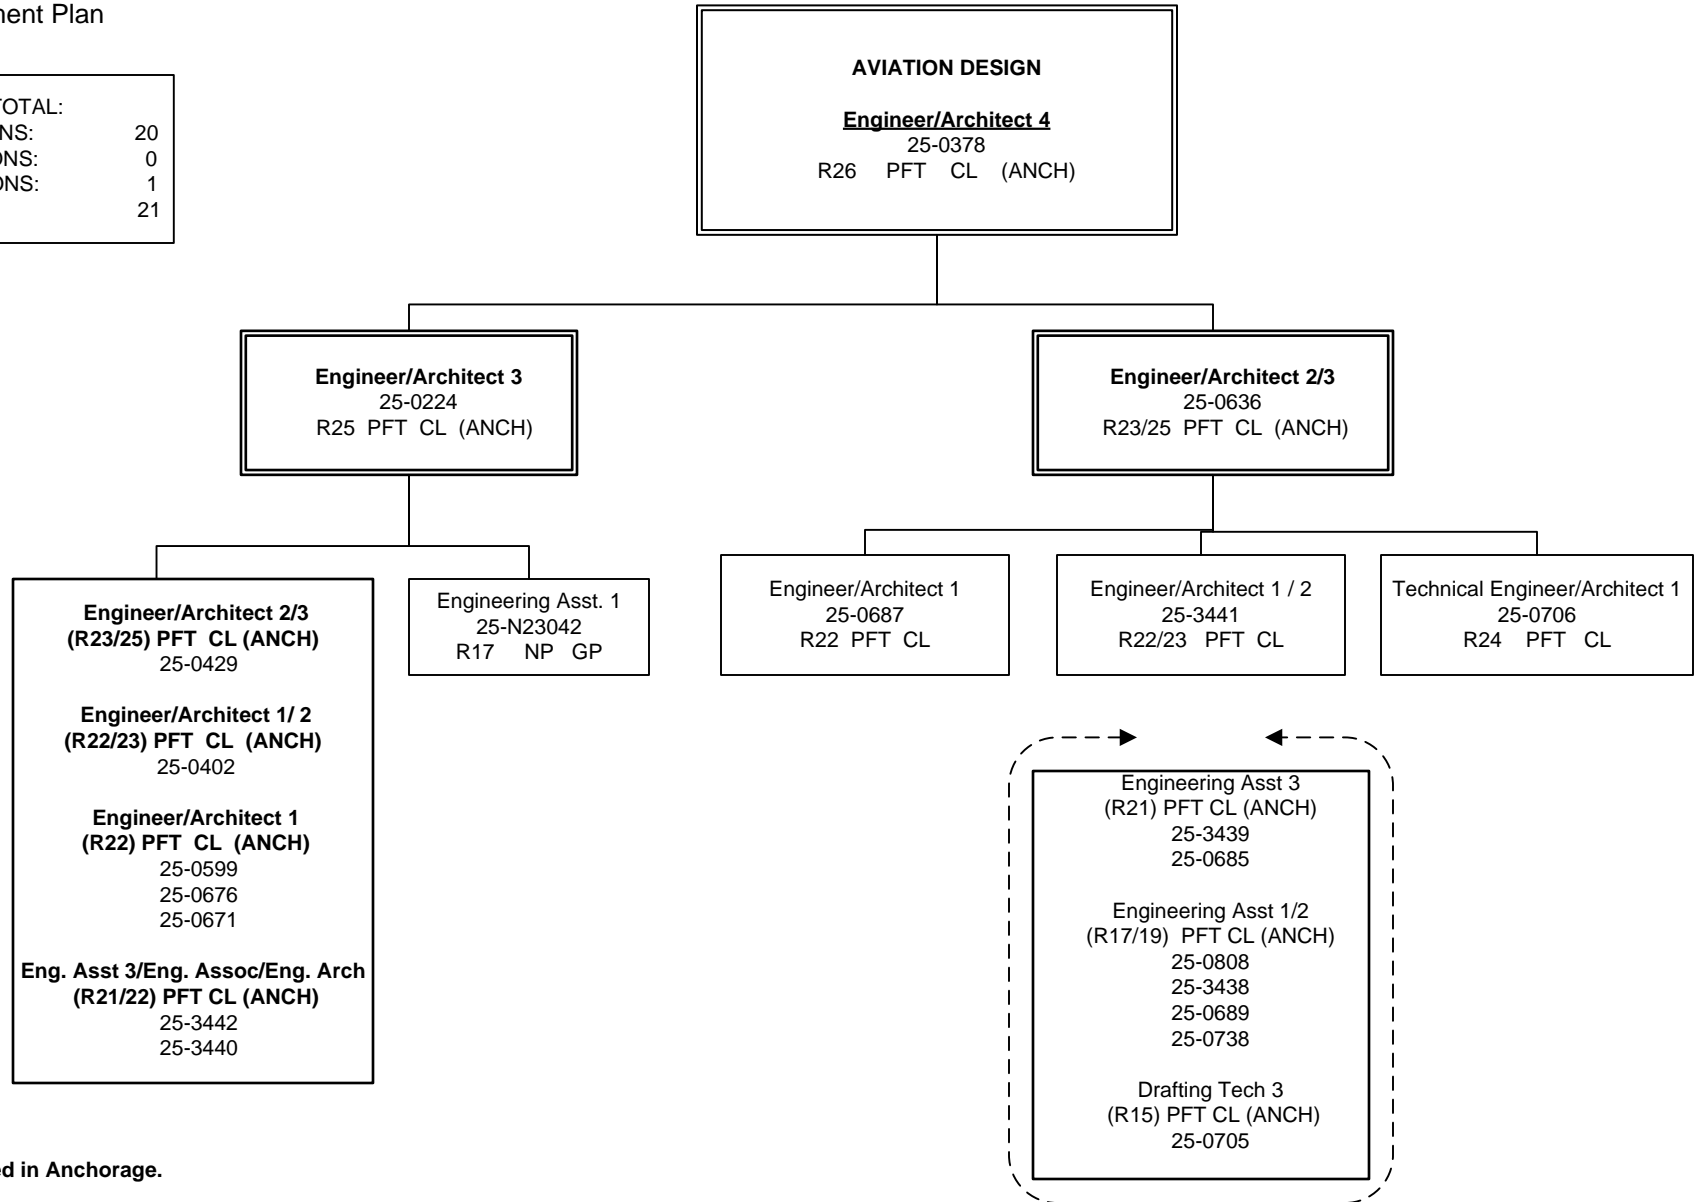 Plan
20
0
1
21
AVIATION DESIGN
Engineer/Architect 4
25-0378
R26 PFT CL (ANCH)
Engineer/Architect 3
25-0224
R25 PFT CL (ANCH)
Engineer/Architect 2/3
25-0636
R23/25 PFT CL (ANCH)
Engineer/Architect 2/3
(R23/25) PFT CL (ANCH)
25-0429
Engineer/Architect 1/ 2
(R22/23) PFT CL (ANCH)
25-0402
Engineer/Architect 1
(R22) PFT CL (ANCH)
25-0599
25-0676
25-0671
Eng. Asst 3/Eng. Assoc/Eng. Arch
(R21/22) PFT CL (ANCH)
25-3442
25-3440
Engineering Asst. 1
25-N23042
R17 NP GP
Engineer/Architect 1
25-0687
R22 PFT CL
Engineer/Architect 1 / 2
25-3441
R22/23 PFT CL
Technical Engineer/Architect 1
25-0706
R24 PFT CL
Engineering Asst 3
(R21) PFT CL (ANCH)
25-3439
25-0685
Engineering Asst 1/2
(R17/19) PFT CL (ANCH)
25-0808
25-3438
25-0689
25-0738
Drafting Tech 3
(R15) PFT CL (ANCH)
25-0705
in Anchorage.